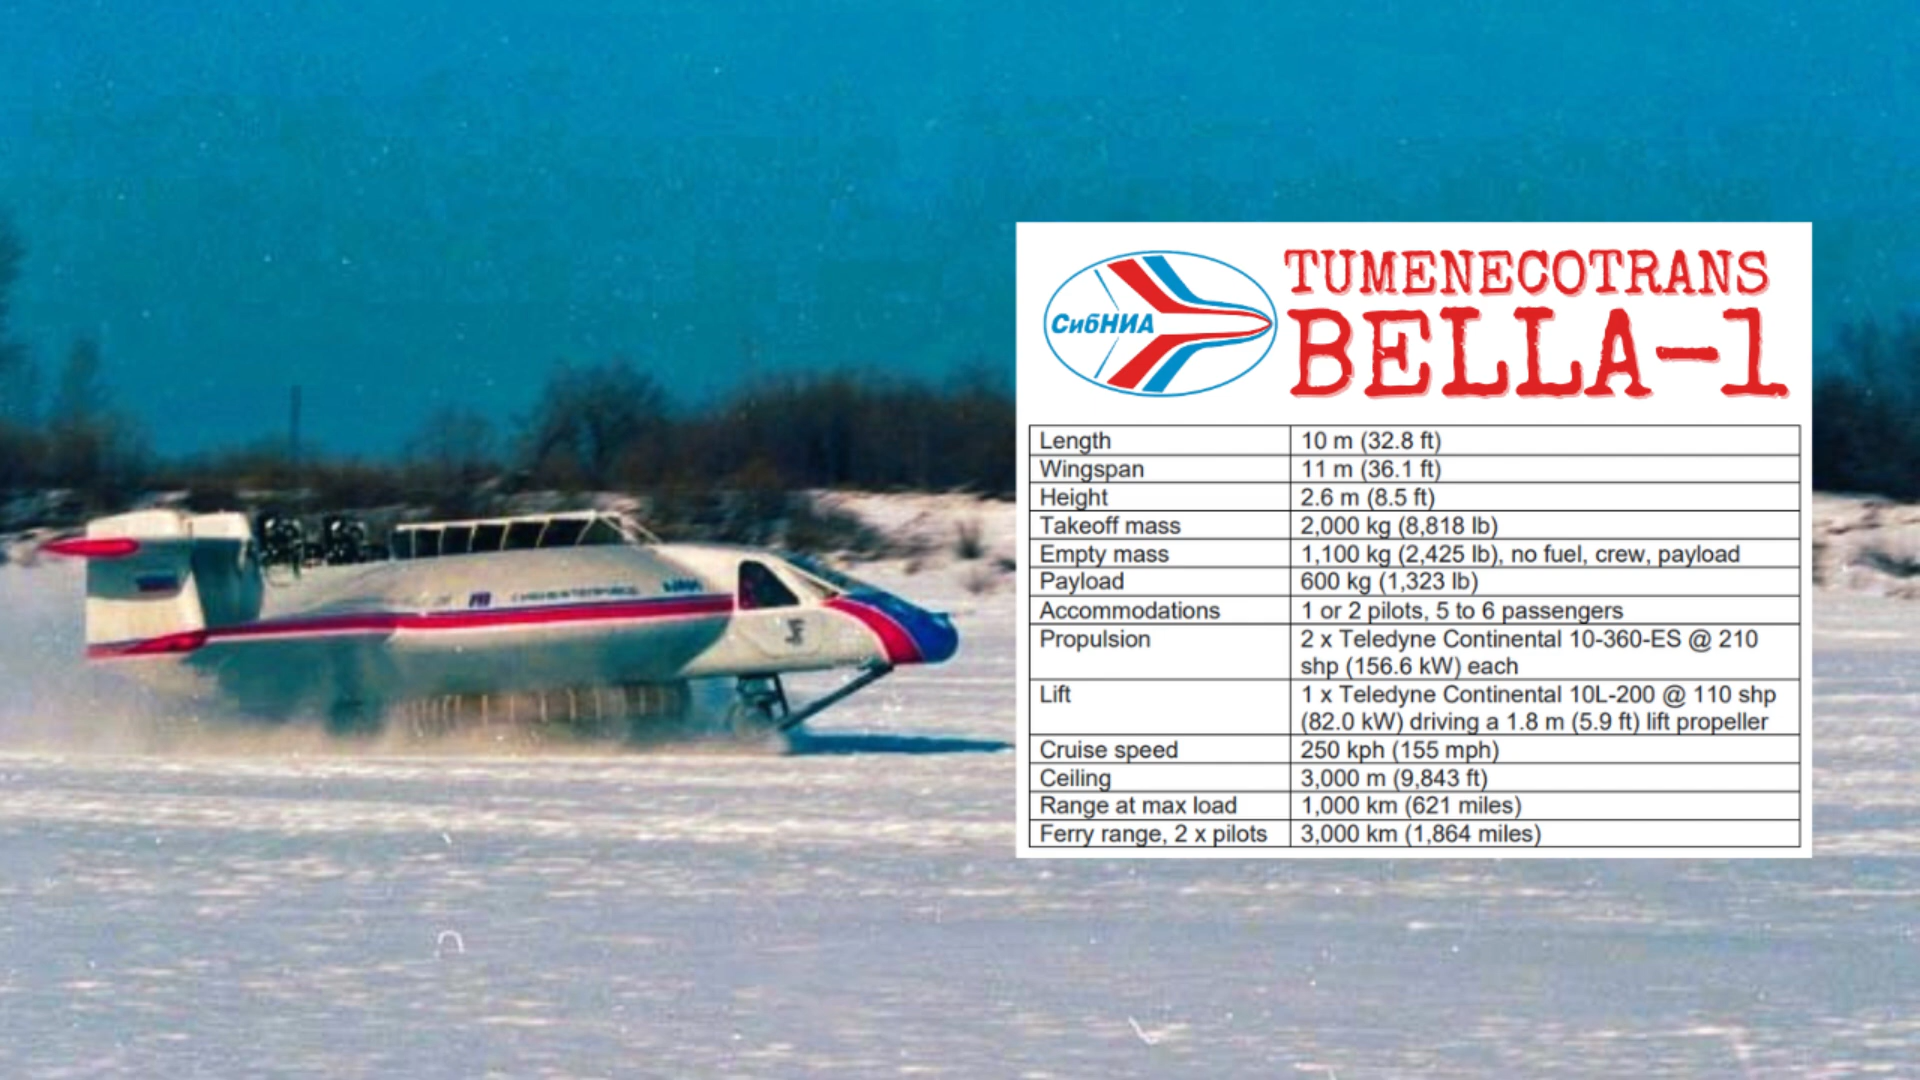 СибНИА
TUMENECOTRANS
BELLA-1
Length 10 m (32.8 ft)
Wingspan 11 m (36.1 ft)
Height 2.6 m (8.5 ft)
Takeoff mass 2,000 kg (8,818 lb)
Empty mass 1,100 kg (2,425 lb), no fuel, crew, payload
Payload 600 kg (1,323 lb)
Accommodations 1 or 2 pilots, 5 to 6 passengers
Propulsion 2 x Teledyne Continental 10-360-ES @ 210
shp (156.6 kW) each
Lift 1 x Teledyne Continental 10L-200 @ 110 shp
(82.0 kW) driving a 1.8 m (5.9 ft) lift propeller
Cruise speed 250 kph (155 mph)
Ceiling 3,000 m (9,843 ft)
Range at max load 1,000 km (621 miles)
Ferry range, 2 x pilots 3,000 km (1,864 miles)